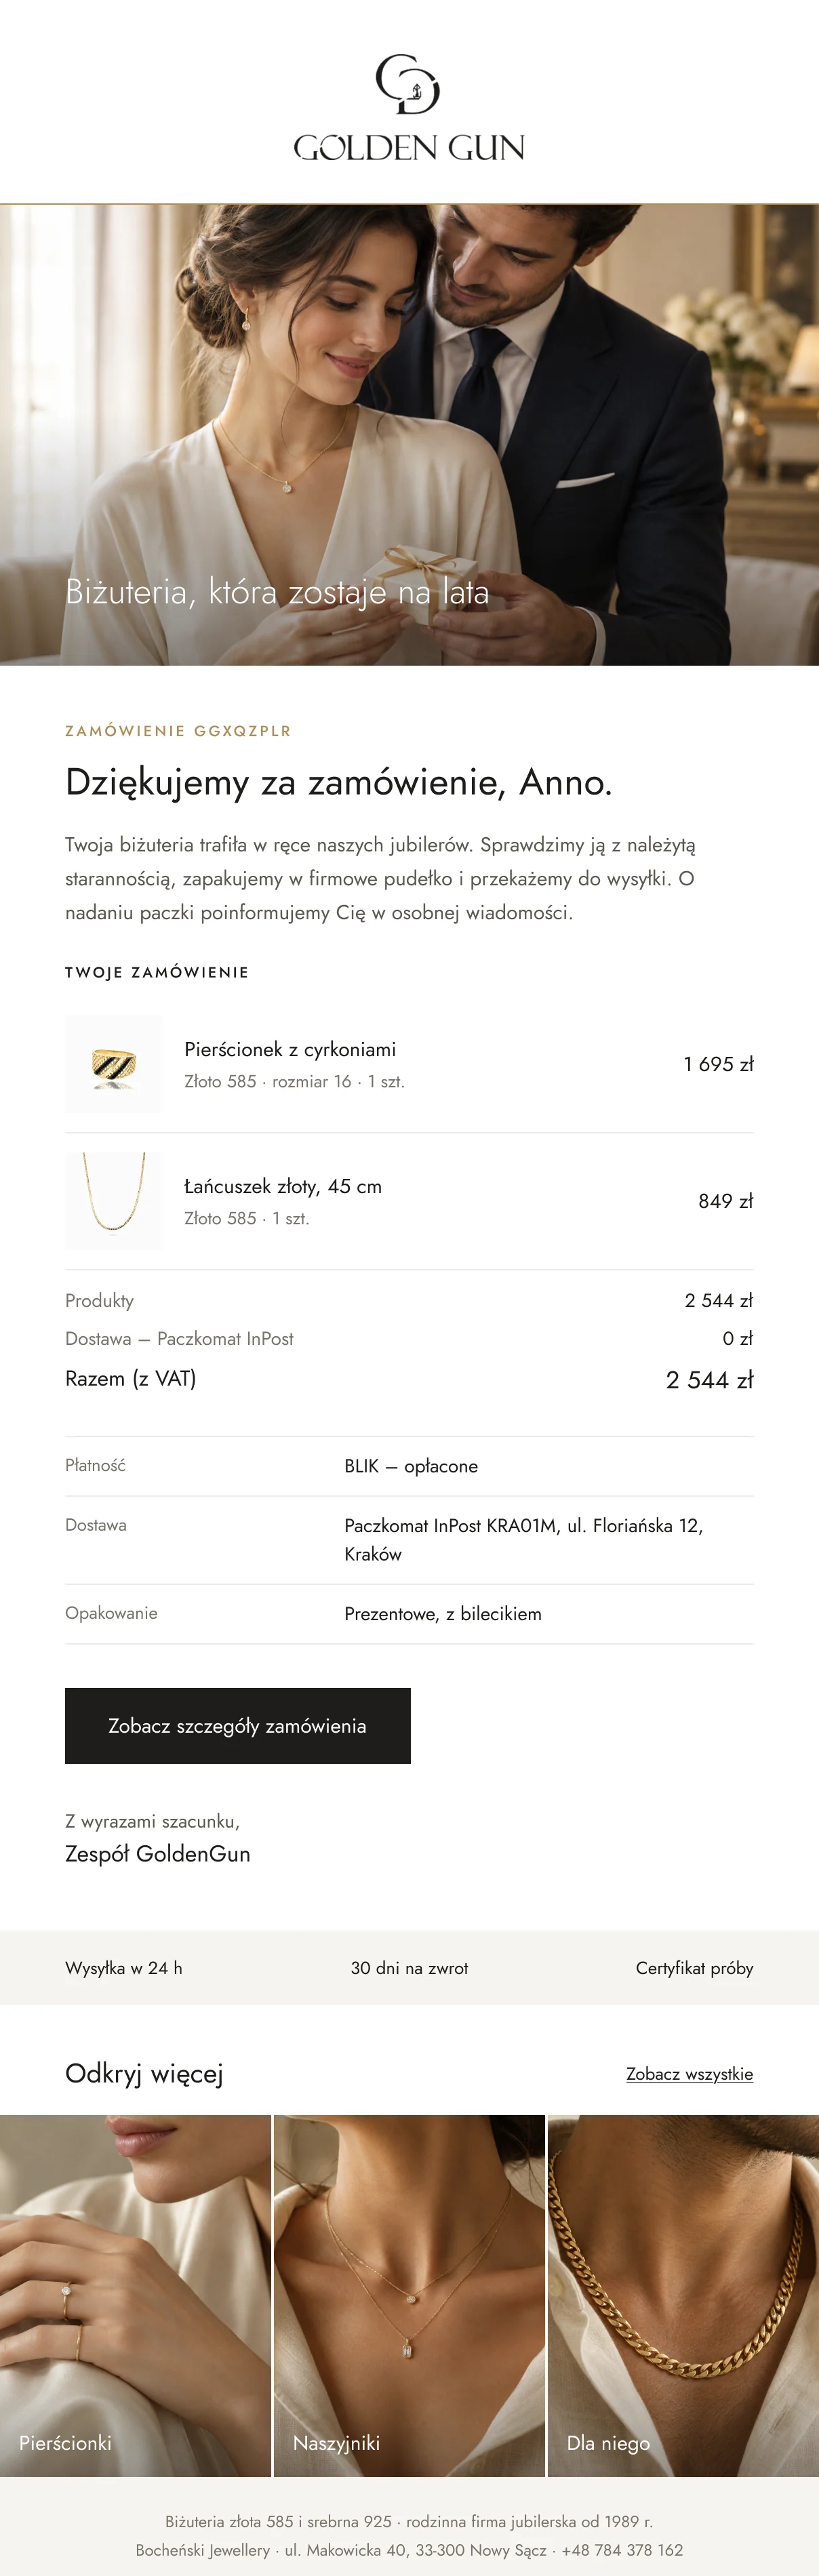 GOLDEN GUN
Biżuteria, która zostaje na lata
ZAMÓWIENIE GGXQZPLR
Dziękujemy za zamówienie, Anno.
Twoja biżuteria trafiła w ręce naszych jubilerów. Sprawdzimy ją z należytą
starannością, zapakujemy w firmowe pudełko i przekażemy do wysyłki. O
nadaniu paczki poinformujemy Cię w osobnej wiadomości.
TWOJE ZAMÓWIENIE
Pierścionek z cyrkoniami
Złoto 585 · rozmiar 16 · 1 szt.
1 695 zł
Łańcuszek złoty, 45 cm
Złoto 585 · 1 szt.
849 zł
Produkty 2 544 zł
Dostawa – Paczkomat InPost 0 zł
Razem (z VAT) 2 544 zł
Płatność BLIK – opłacone
Dostawa Paczkomat InPost KRA01M, ul. Floriańska 12,
Kraków
Opakowanie Prezentowe, z bilecikiem
Zobacz szczegóły zamówienia
Z wyrazami szacunku,
Zespół GoldenGun
Wysyłka w 24 h 30 dni na zwrot Certyfikat próby
Odkryj więcej Zobacz wszystkie
Pierścionki Naszyjniki Dla niego
Biżuteria złota 585 i srebrna 925 · rodzinna firma jubilerska od 1989 r.
Bocheński Jewellery · ul. Makowicka 40, 33-300 Nowy Sącz · +48 784 378 162